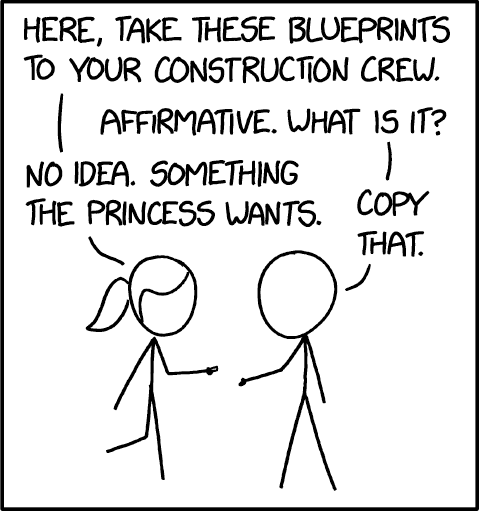 HERE, TAKE THESE BLUEPRINTS
TO YOUR CONSTRUCTION CREW.
AFFIRMATIVE. WHAT IS IT?
NO IDEA. SOMETHING
THE PRINCESS WANTS.
COPY
THAT.